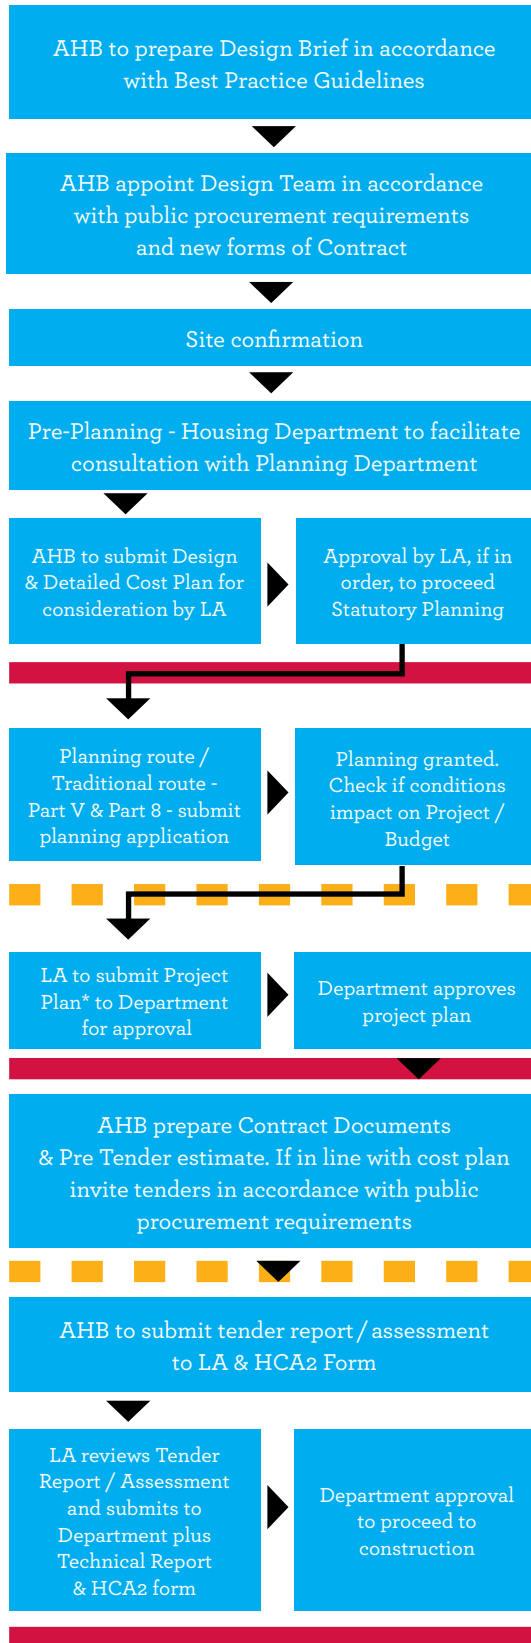 AHB to prepare Design Brief in accordance
with Best Practice Guidelines
AHB appoint Design Team in accordance
with public procurement requirements
and new forms of Contract
Site confirmation
Pre-Planning - Housing Department to facilitate
consultation with Planning Department
AHB to submit Design
& Detailed Cost Plan for
consideration by LA
Approval by LA, if in
order, to proceed
Statutory Planning
Planning route /
Traditional route -
Part V & Part 8 - submit
planning application
Planning granted.
Check if conditions
impact on Project /
Budget
LA to submit Project
Plan* to Department
for approval
Department approves
project plan
AHB prepare Contract Documents
& Pre Tender estimate. If in line with cost plan
invite tenders in accordance with public
procurement requirements
AHB to submit tender report / assessment
to LA & HCA2 Form
LA reviews Tender
Report / Assessment
and submits to
Department plus
Technical Report
& HCA2 form
Department approval
to proceed to
construction